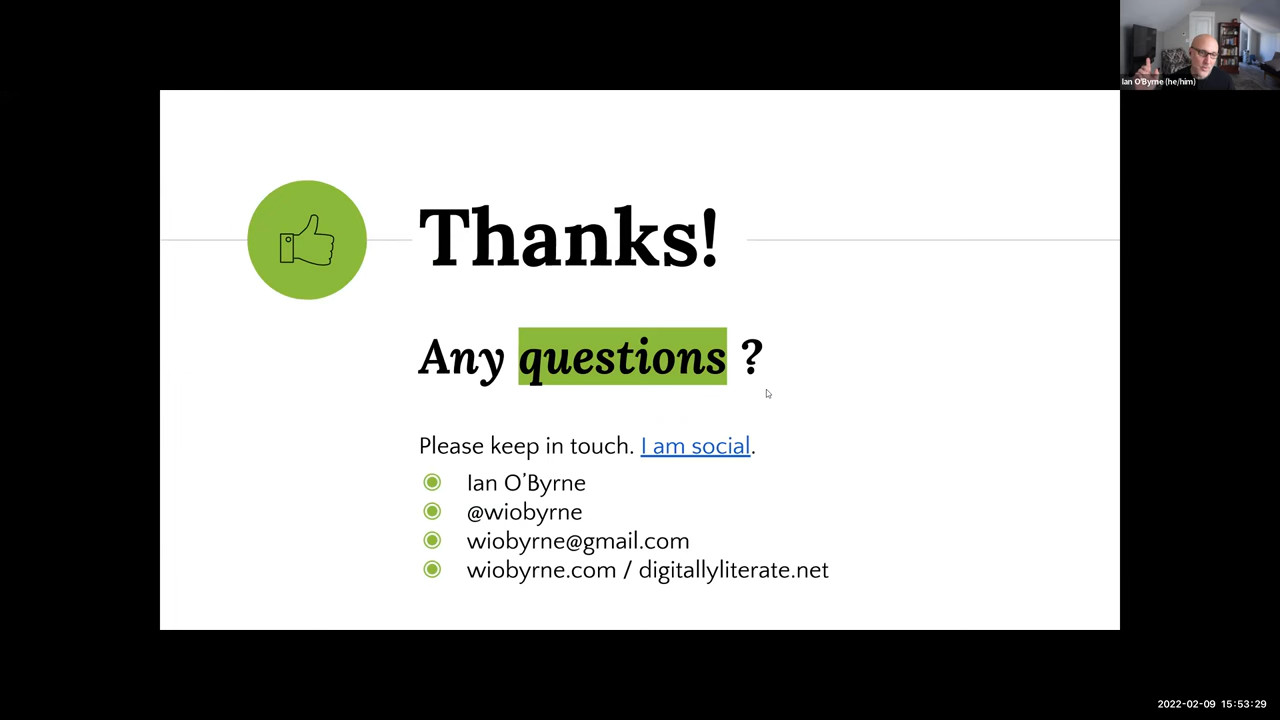 Ian O'Byrne (he/him)
Thanks!
Any questions ?
Please keep in touch. I am social.
Ian O’Byrne
@wiobyrne
wiobyrne@gmail.com
wiobyrne.com / digitallyliterate.net
2022-02-09 15:53:29